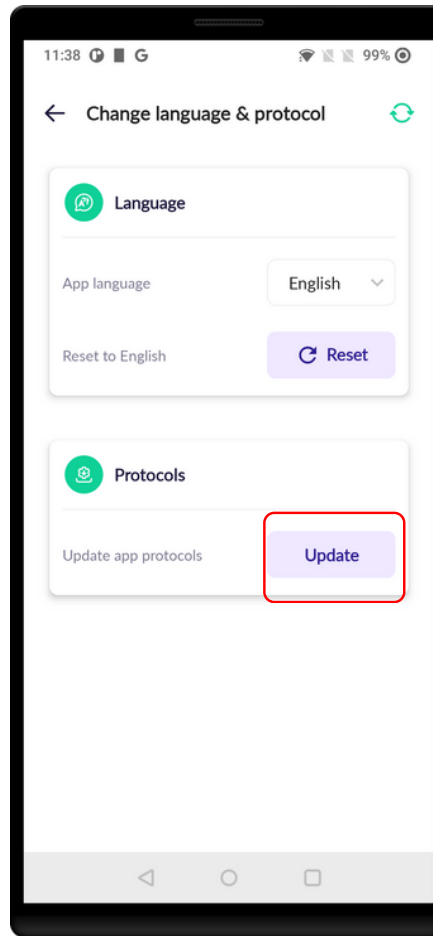 11:38 G 99%
Change language & protocol
Language
App language English
Reset to English Reset
Protocols
Update app protocols Update